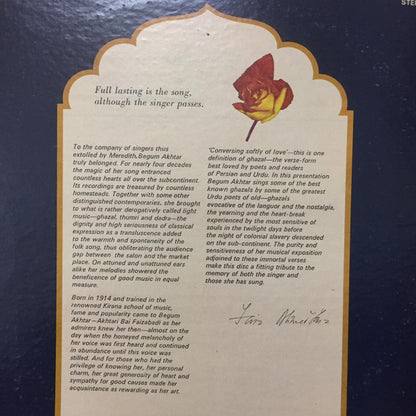 STE
Full lasting is the song,
although the singer passes.
To the company of singers thus
extolled by Meredith, Begum Akhtar
truly belonged. For nearly four decades
the magic of her song entranced
countless hearts all over the subcontinent.
Its recordings are treasured by countless
homesteads. Together with some other
distinguished contemporaries, she brought
to what is rather derogatively called light
music—ghazal, thumri and dadra—the
dignity and high seriousness of classical
expression as a translucence added
to the warmth and spontaneity of the
folk song, thus obliterating the audience
gap between the salon and the market
place. On attuned and unattuned ears
alike her melodies showered the
beneficence of good music in equal
measure.
Born in 1914 and trained in the
renowned Kirana school of music,
fame and popularity came to Begum
Akhtar—Akhtari Bai Faizabadi as her
admirers knew her then—almost on the
day when the honeyed melancholy of
her voice was first heard and continued
in abundance until this voice was
stilled. And for those who had the
privilege of knowing her, her personal
charm, her great generosity of heart and
sympathy for good causes made her
acquaintance as rewarding as her art.
'Conversing softly of love'—this is one
definition of ghazal—the verse-form
best loved by poets and readers
of Persian and Urdu. In this presentation
Begum Akhtar sings some of the best
known ghazals by some of the greatest
Urdu poets of old—ghazals
evocative of the languor and the nostalgia,
the yearning and the heart-break
experienced by the most sensitive of
souls in the twilight days before
the night of colonial slavery descended
on the sub-continent. The purity and
sensitiveness of her musical exposition
adjoined to these immortal verses
make this disc a fitting tribute to the
memory of both the singer and
those she has sung.